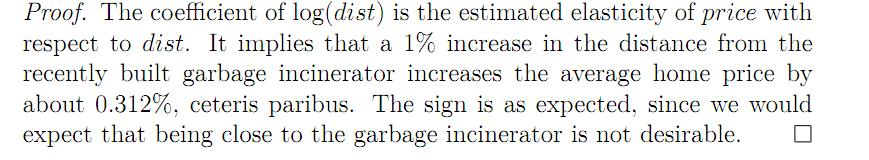 Proof. The coefficient of log(dist) is the estimated elasticity of price with
respect to dist. It implies that a 1% increase in the distance from the
recently built garbage incinerator increases the average home price by
about 0.312%, ceteris paribus. The sign is as expected, since we would
expect that being close to the garbage incinerator is not desirable. □